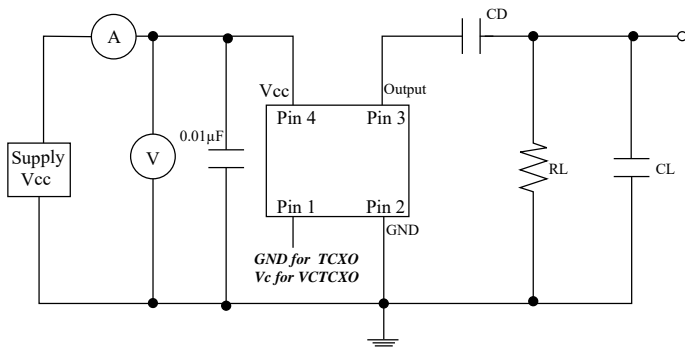 CD
A
Vcc
Output
Pin 4
Pin 3
0.01µF
Supply
Vcc
V
RL
CL
Pin 1
Pin 2
GND
GND for TCXO
Vc for VCTCXO